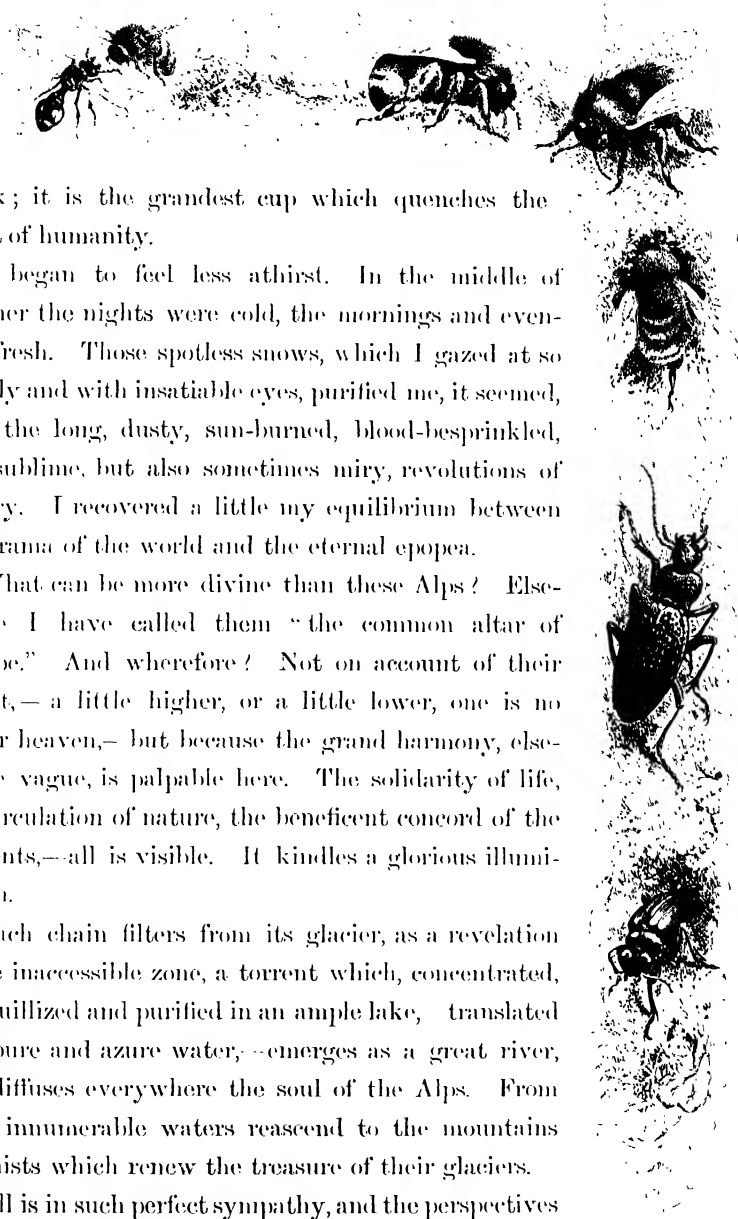 ; it is the grandest cup which quenches the
of humanity.
began to feel less athirst. In the middle of
the nights were cold, the mornings and even-
fresh. Those spotless snows, which I gazed at so
and with insatiable eyes, purified me, it seemed,
the long, dusty, sun-burned, blood-besprinkled,
sublime, but also sometimes miry, revolutions of
I recovered a little my equilibrium between
of the world and the eternal epopea.
What can be more divine than these Alps? Else-
I have called them “the common altar of
” And wherefore? Not on account of their
— a little higher, or a little lower, one is no
heaven,— but because the grand harmony, else-
vague, is palpable here. The solidarity of life,
circulation of nature, the beneficent concord of the
—all is visible. It kindles a glorious illumi-
chain filters from its glacier, as a revelation
inaccessible zone, a torrent which, concentrated,
and purified in an ample lake, translated
pure and azure water,—emerges as a great river,
diffuses everywhere the soul of the Alps. From
innumerable waters reascend to the mountains
mists which renew the treasure of their glaciers.
is in such perfect sympathy, and the perspectives